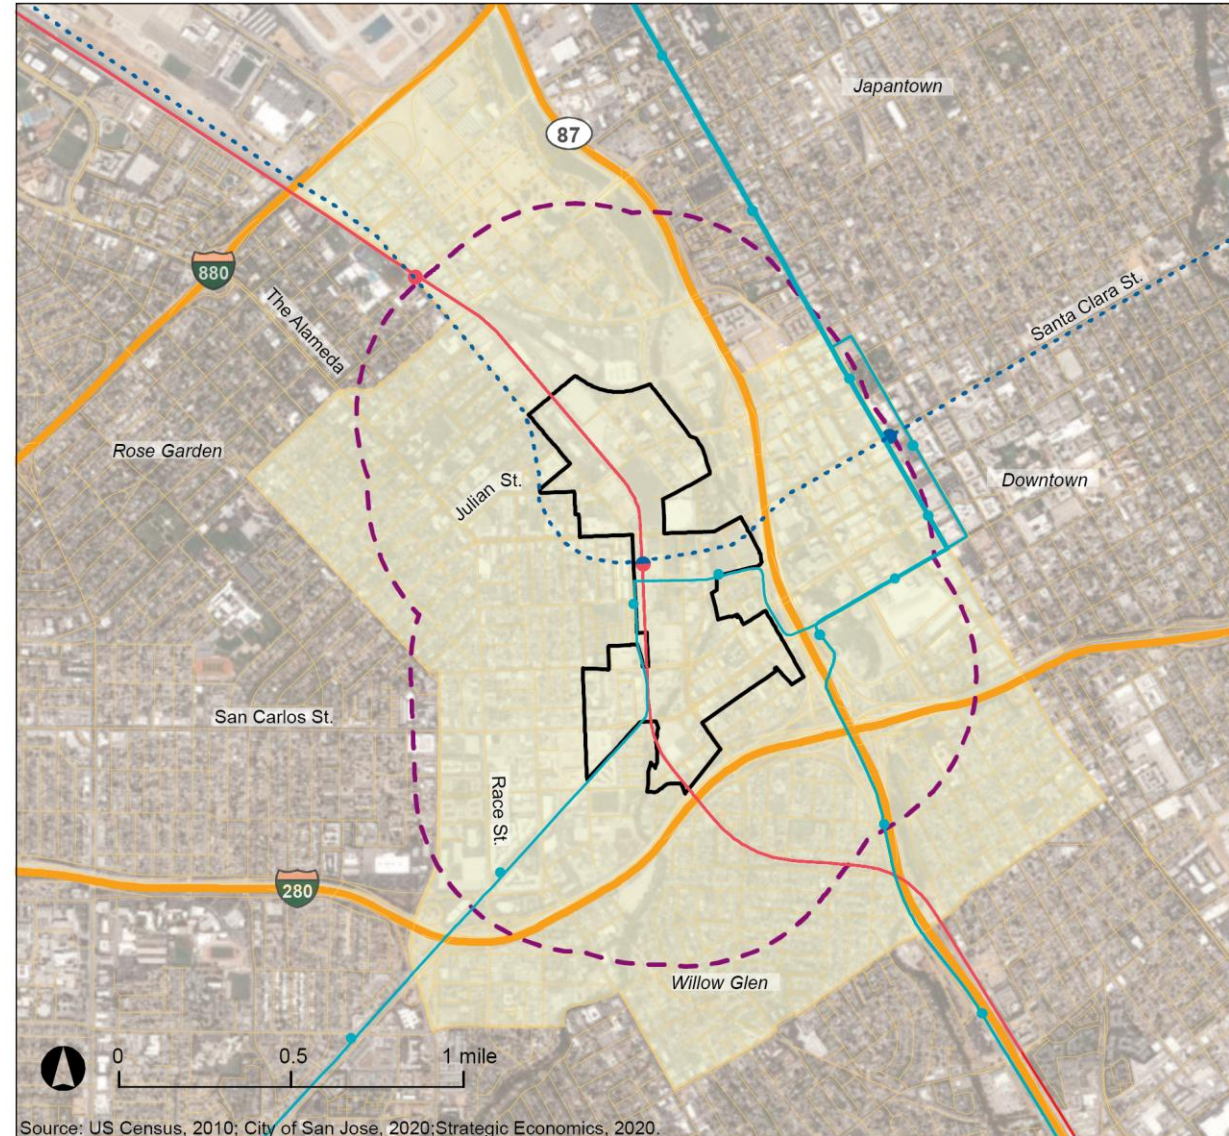 Japantown
87
880
The Alameda
Santa Clara St.
Rose Garden
Julian St.
Downtown
San Carlos St.
Race St.
280
Willow Glen
0 0.5 1 mile
Source: US Census, 2010; City of San Jose, 2020;Strategic Economics, 2020.